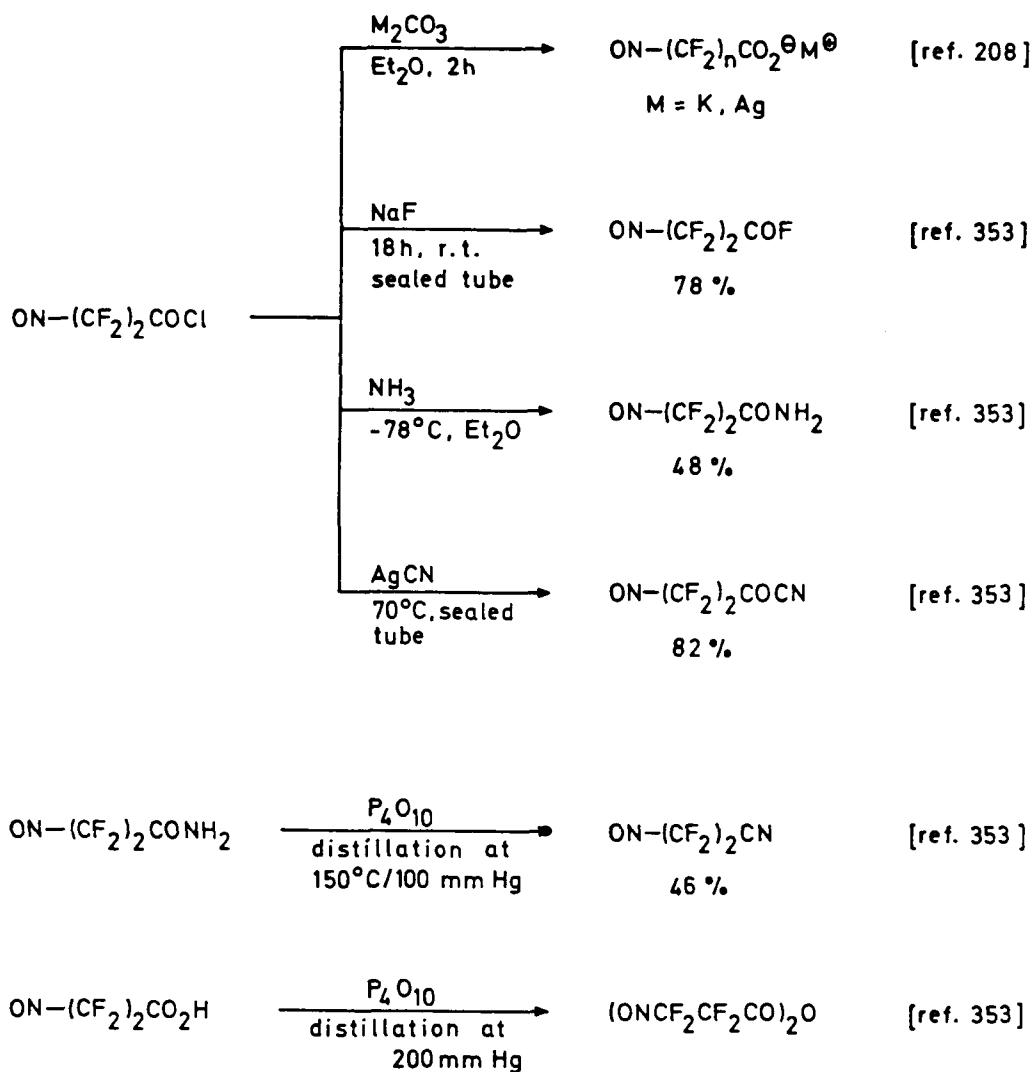 M₂CO₃
Et₂O, 2h
ON—(CF₂)ₙCO₂⊖M⊕ [ref. 208]
M = K, Ag
NaF
18h, r.t.
sealed tube
ON—(CF₂)₂COF [ref. 353]
78 %
ON—(CF₂)₂COCl
NH₃
-78°C, Et₂O
ON—(CF₂)₂CONH₂ [ref. 353]
48 %
AgCN
70°C, sealed
tube
ON—(CF₂)₂COCN [ref. 353]
82 %
ON—(CF₂)₂CONH₂
P₄O₁₀
distillation at
150°C/100 mm Hg
ON—(CF₂)₂CN [ref. 353]
46 %
ON—(CF₂)₂CO₂H
P₄O₁₀
distillation at
200 mm Hg
(ONCF₂CF₂CO)₂O [ref. 353]